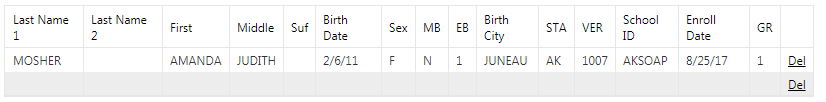 Last Name 1 Last Name 2 First Middle Suf Birth Date Sex MB EB Birth City STA VER School ID Enroll Date GR
MOSHER AMANDA JUDITH 2/6/11 F N 1 JUNEAU AK 1007 AKSOAP 8/25/17 1 Del
Del